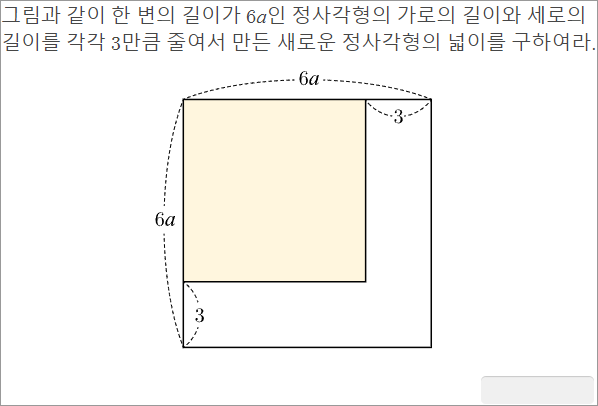 그림과 같이 한 변의 길이가 6a인 정사각형의 가로의 길이와 세로의
길이를 각각 3만큼 줄여서 만든 새로운 정사각형의 넓이를 구하여라.
6a
3
6a
3